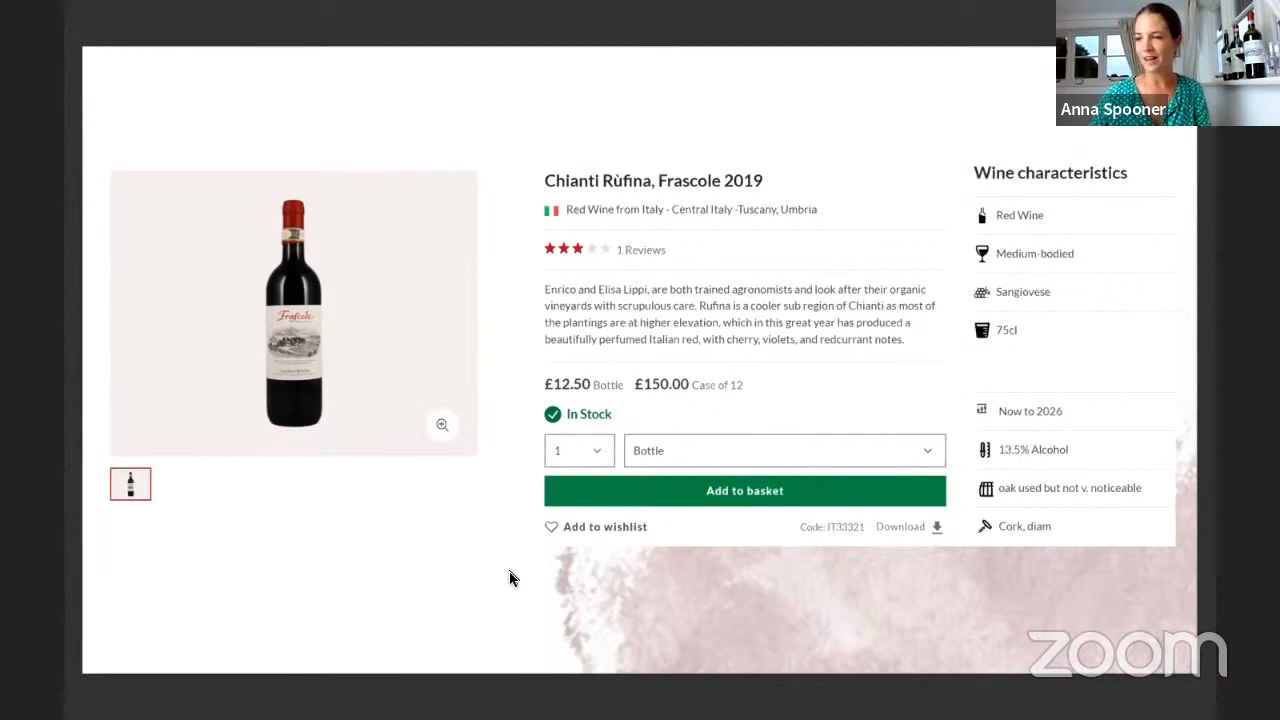 Anna Spooner
Chianti Rùfina, Frascole 2019
Red Wine from Italy - Central Italy -Tuscany, Umbria
1 Reviews
Enrico and Elisa Lippi, are both trained agronomists and look after their organic
vineyards with scrupulous care. Rufina is a cooler sub region of Chianti as most of
the plantings are at higher elevation, which in this great year has produced a
beautifully perfumed Italian red, with cherry, violets, and redcurrant notes.
£12.50 Bottle £150.00 Case of 12
In Stock
1 Bottle
Add to basket
Add to wishlist Code: IT33321 Download
Wine characteristics
Red Wine
Medium-bodied
Sangiovese
75cl
Now to 2026
13.5% Alcohol
oak used but not v. noticeable
Cork, diam
Frascole
zoom